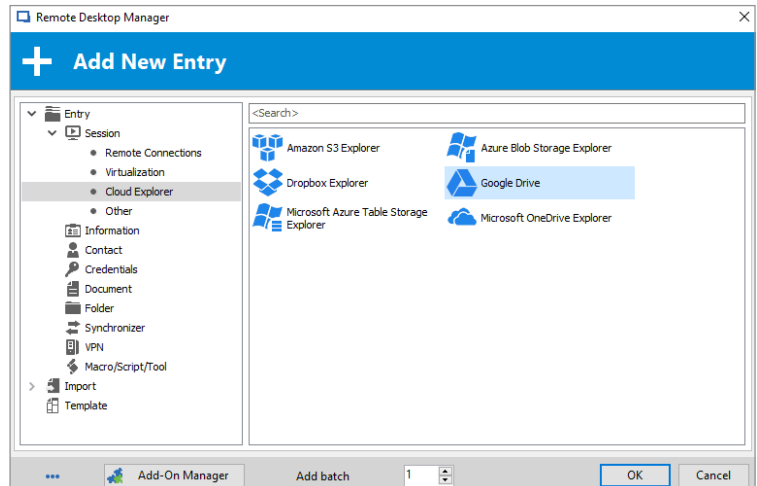 Remote Desktop Manager
Add New Entry
Entry
Session
Remote Connections
Virtualization
Cloud Explorer
Other
Information
Contact
Credentials
Document
Folder
Synchronizer
VPN
Macro/Script/Tool
Import
Template
<Search>
Amazon S3 Explorer
Azure Blob Storage Explorer
Dropbox Explorer
Google Drive
Microsoft Azure Table Storage
Explorer
Microsoft OneDrive Explorer
Add-On Manager
Add batch
1
OK
Cancel